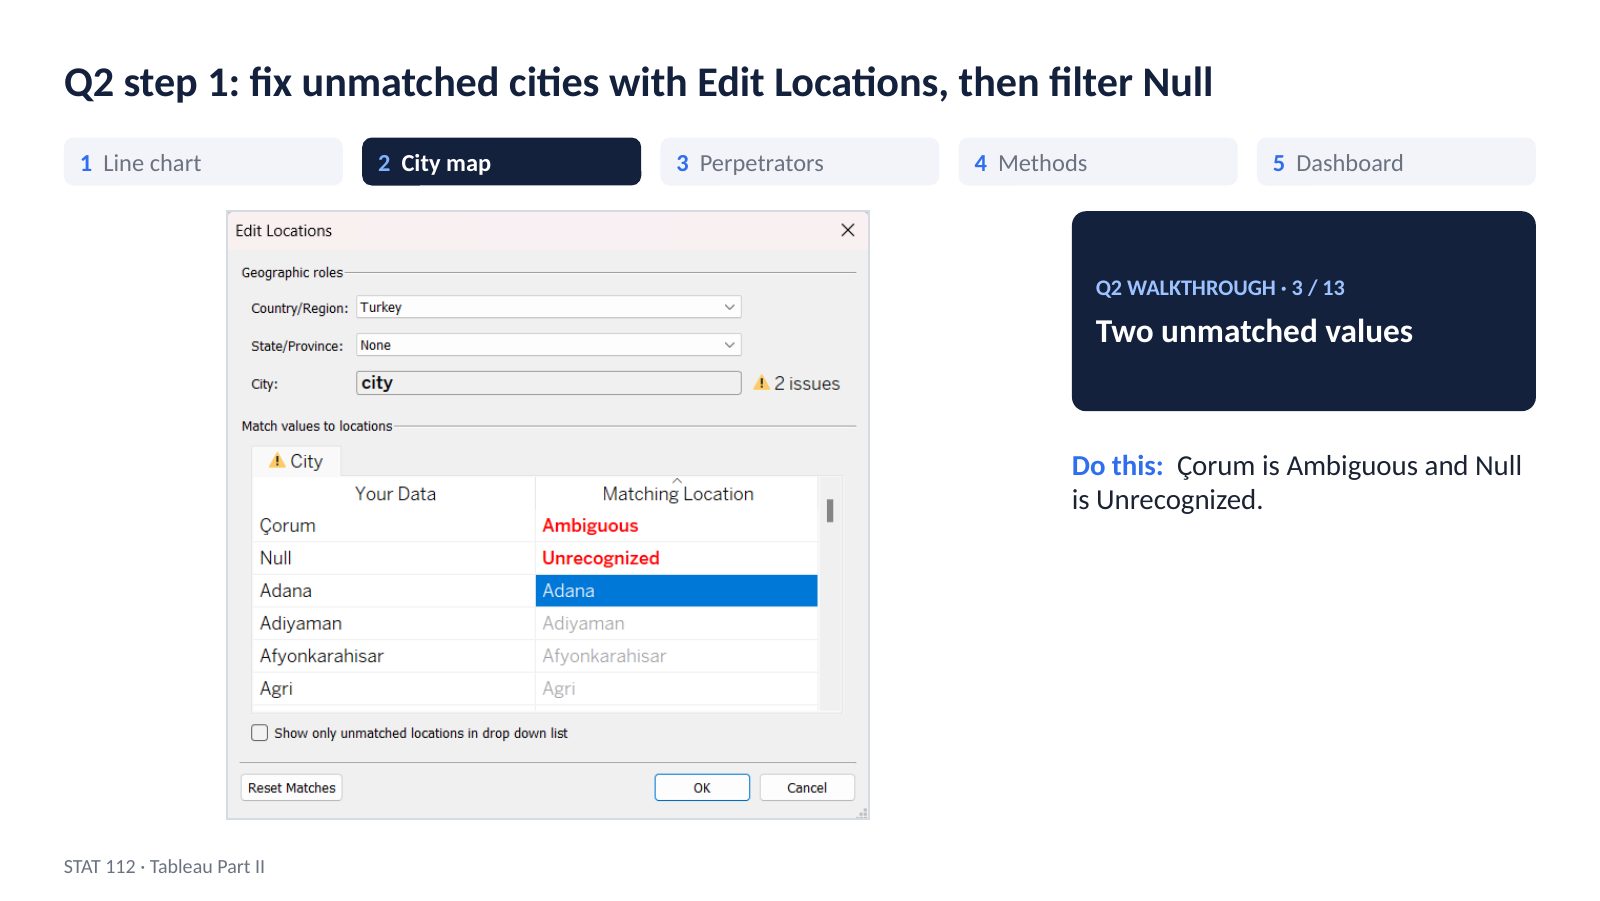 Q2 step 1: fix unmatched cities with Edit Locations, then filter Null
1 Line chart
2 City map
3 Perpetrators
4 Methods
5 Dashboard
Edit Locations
Geographic roles
Country/Region: Turkey
State/Province: None
City: city 2 issues
Match values to locations
City
Your Data Matching Location
Çorum Ambiguous
Null Unrecognized
Adana Adana
Adiyaman Adiyaman
Afyonkarahisar Afyonkarahisar
Agri Agri
Show only unmatched locations in drop down list
Reset Matches OK Cancel
Q2 WALKTHROUGH · 3 / 13
Two unmatched values
Do this: Çorum is Ambiguous and Null
is Unrecognized.
STAT 112 · Tableau Part II